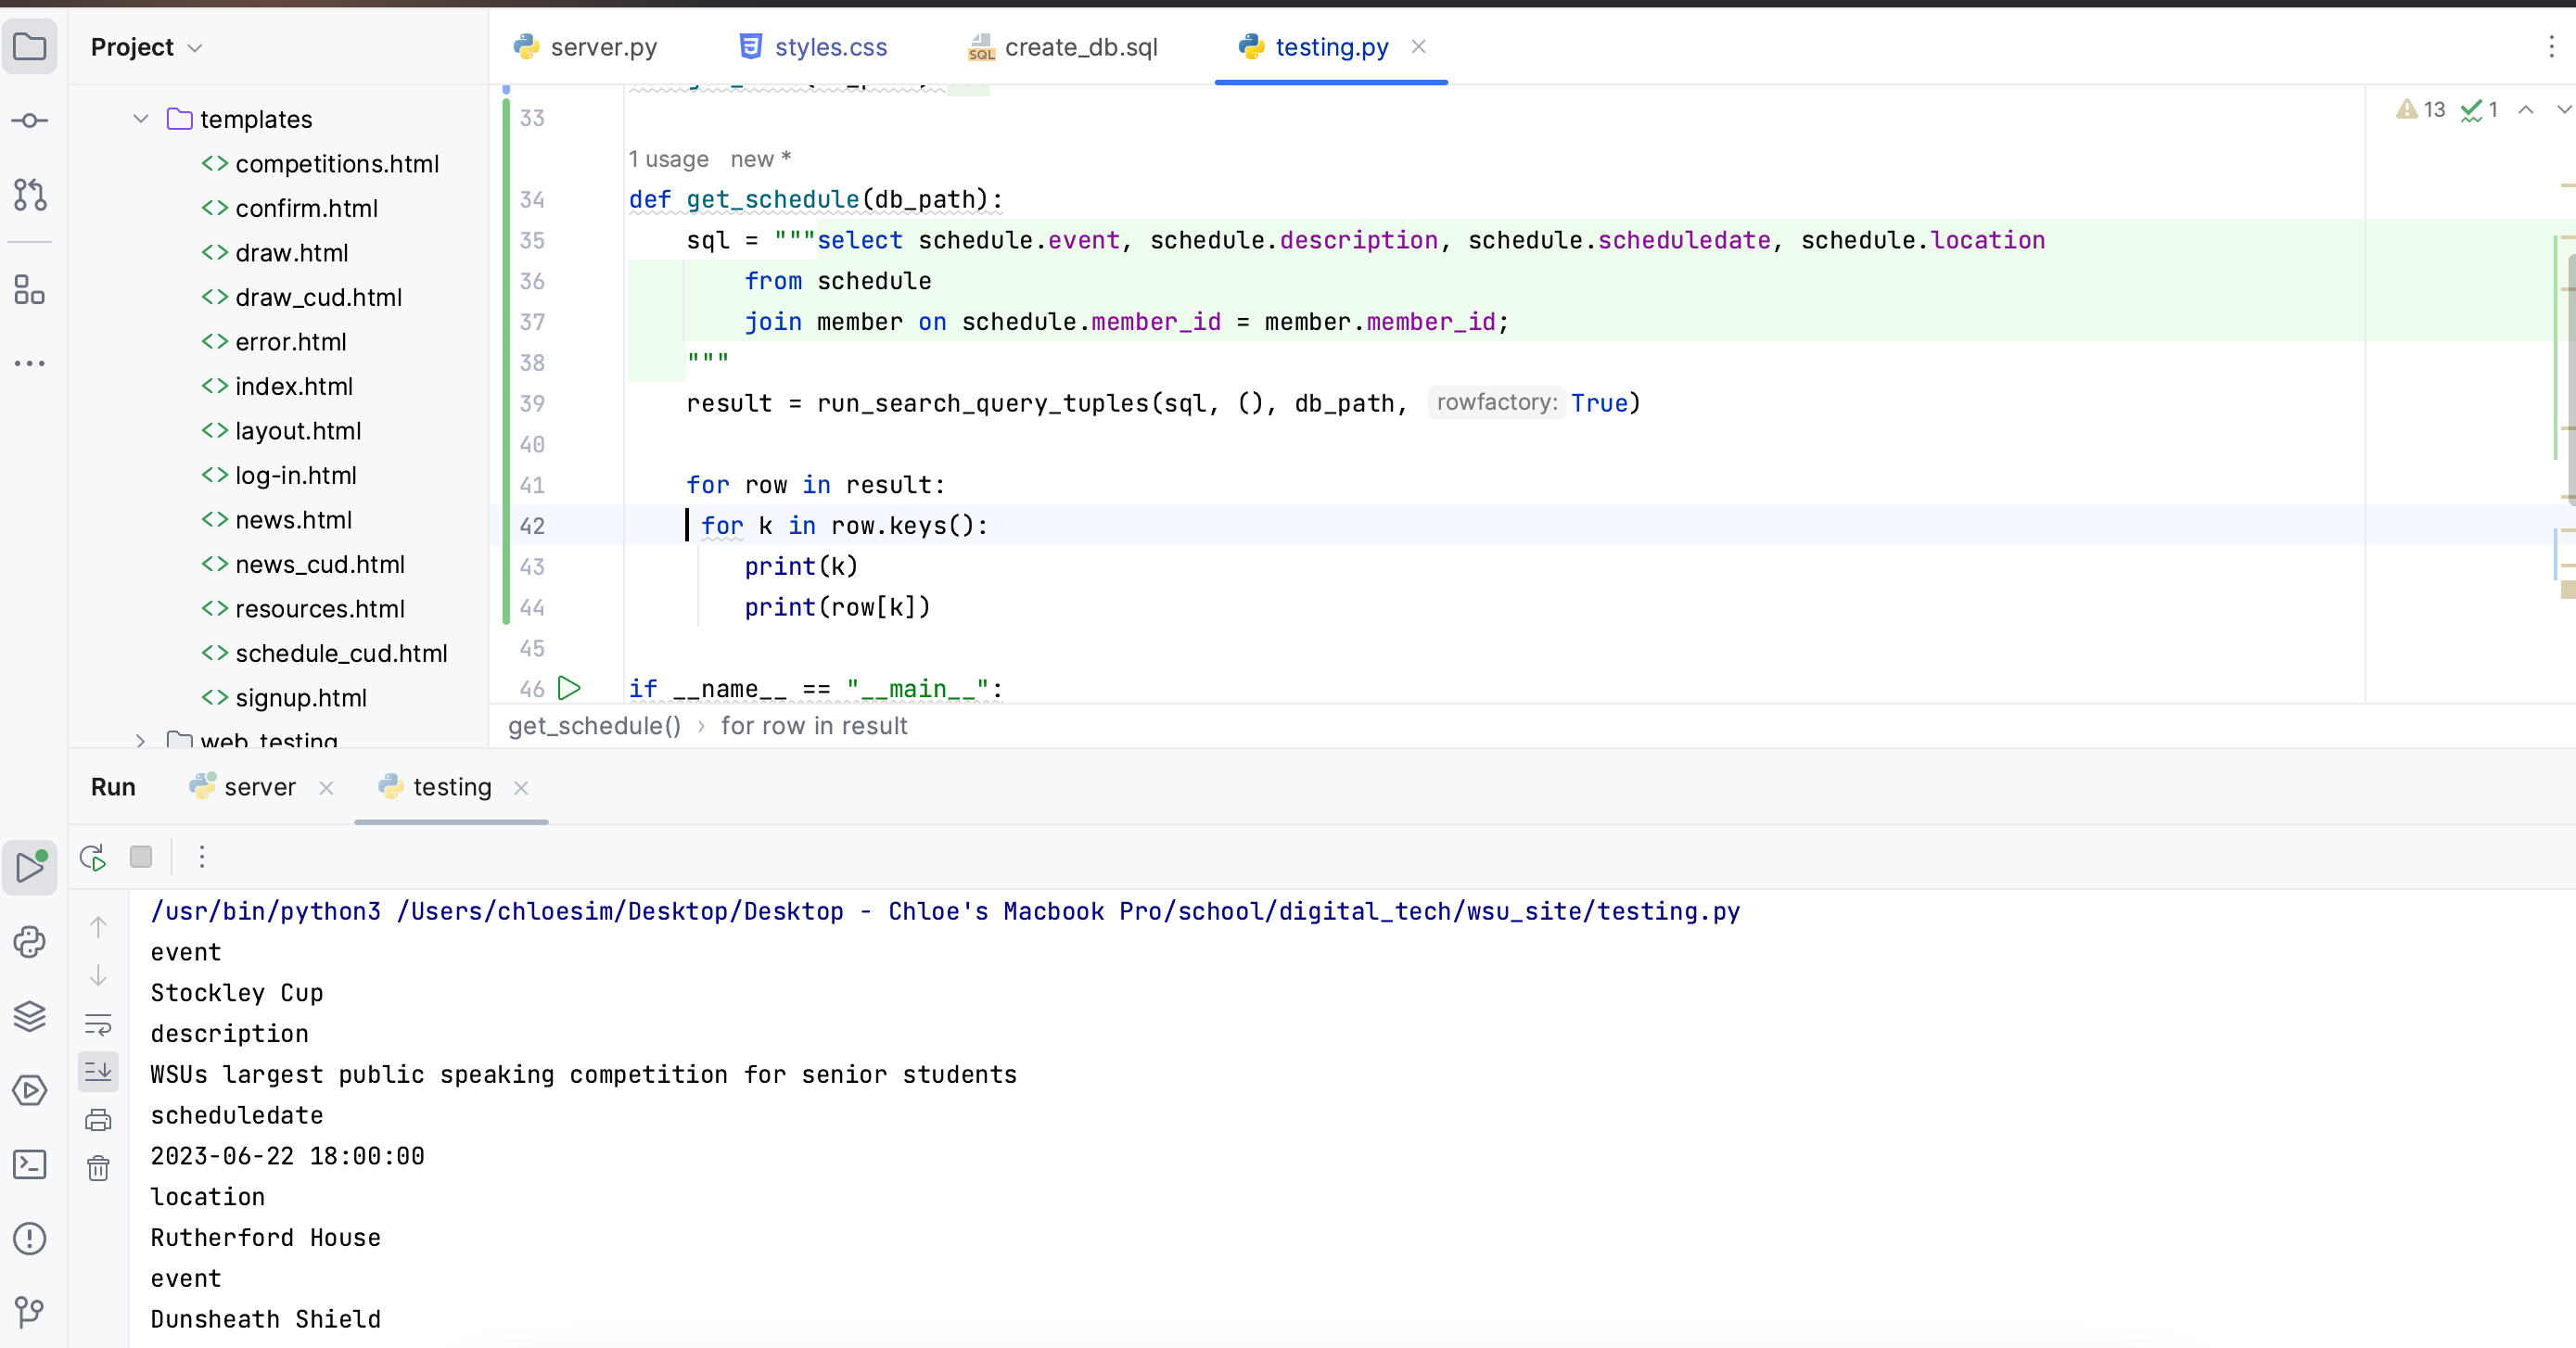 Project
server.py
styles.css
create_db.sql
testing.py
templates
competitions.html
confirm.html
draw.html
draw_cud.html
error.html
index.html
layout.html
log-in.html
news.html
news_cud.html
resources.html
schedule_cud.html
signup.html
web_testing
13
1
33
1 usage new *
34 def get_schedule(db_path):
35 sql = """select schedule.event, schedule.description, schedule.scheduledate, schedule.location
36 from schedule
37 join member on schedule.member_id = member.member_id;
38 """
39 result = run_search_query_tuples(sql, (), db_path, rowfactory: True)
40
41 for row in result:
42 for k in row.keys():
43 print(k)
44 print(row[k])
45
46 if __name__ == "__main__":
get_schedule() › for row in result
Run
server
testing
/usr/bin/python3 /Users/chloesim/Desktop/Desktop - Chloe's Macbook Pro/school/digital_tech/wsu_site/testing.py
event
Stockley Cup
description
WSUs largest public speaking competition for senior students
scheduledate
2023-06-22 18:00:00
location
Rutherford House
event
Dunsheath Shield